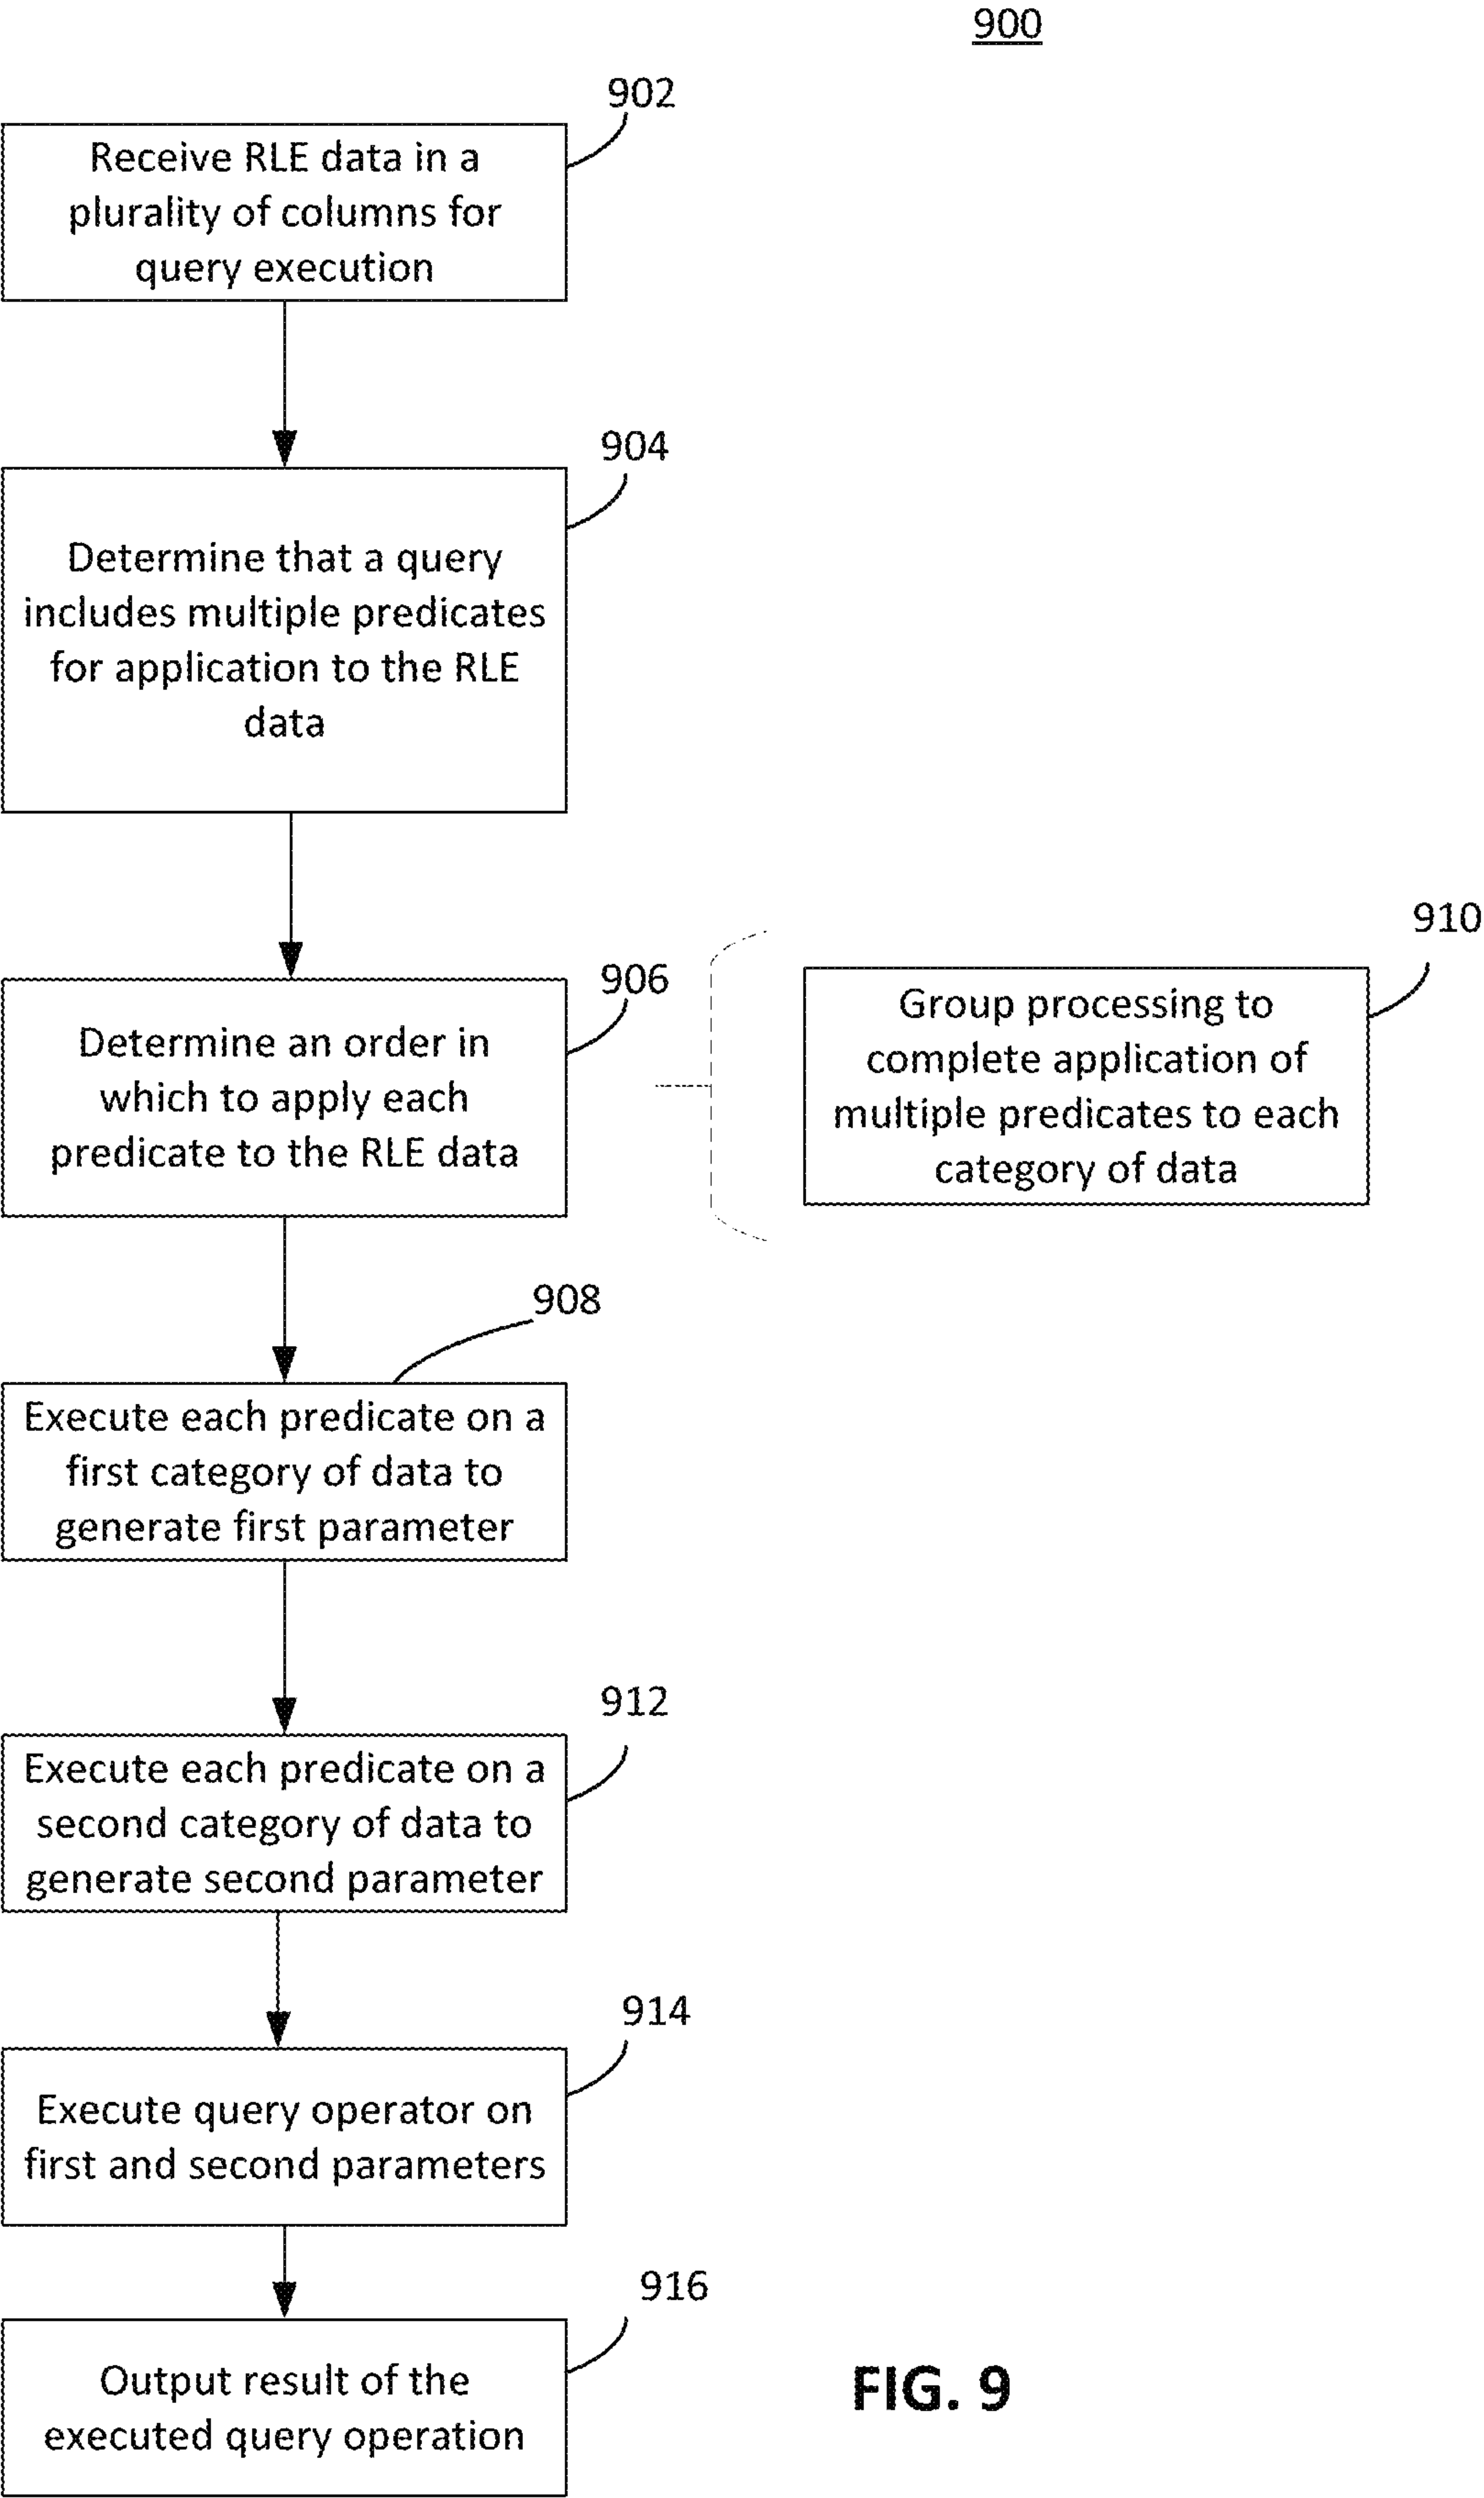 900
902
Receive RLE data in a
plurality of columns for
query execution
904
Determine that a query
includes multiple predicates
for application to the RLE
data
906
Determine an order in
which to apply each
predicate to the RLE data
910
Group processing to
complete application of
multiple predicates to each
category of data
908
Execute each predicate on a
first category of data to
generate first parameter
912
Execute each predicate on a
second category of data to
generate second parameter
914
Execute query operator on
first and second parameters
916
Output result of the
executed query operation
FIG. 9